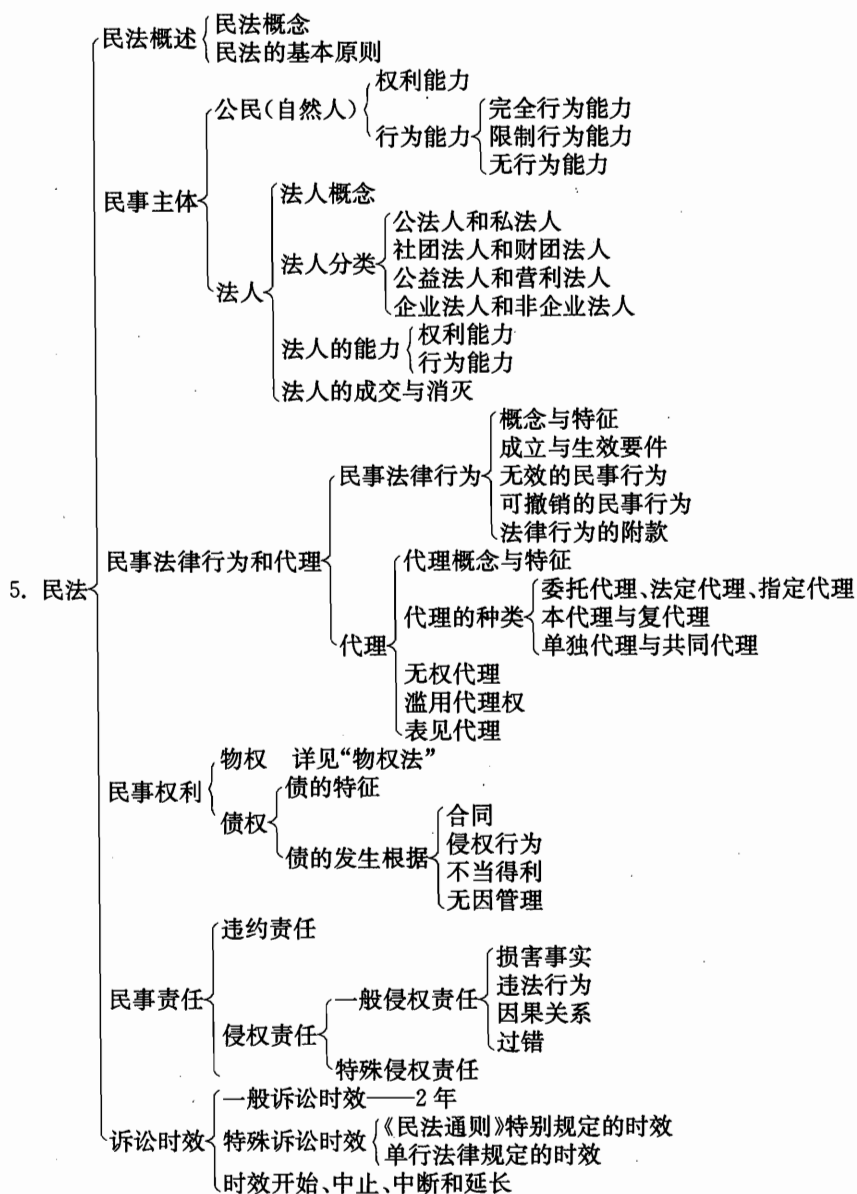 民法概述
民法概念
民法的基本原则
权利能力
公民(自然人)
完全行为能力
行为能力
限制行为能力
无行为能力
民事主体
法人概念
公法人和私法人
社团法人和财团法人
法人分类
公益法人和营利法人
法人
企业法人和非企业法人
权利能力
法人的能力
行为能力
法人的成交与消灭
概念与特征
成立与生效要件
民事法律行为
无效的民事行为
可撤销的民事行为
法律行为的附款
民事法律行为和代理
代理概念与特征
5. 民法
委托代理、法定代理、指定代理
代理的种类
本代理与复代理
代理
单独代理与共同代理
无权代理
滥用代理权
表见代理
物权 详见“物权法”
民事权利
债的特征
债权
合同
侵权行为
债的发生根据
不当得利
无因管理
违约责任
损害事实
民事责任
一般侵权责任
违法行为
因果关系
侵权责任
过错
特殊侵权责任
一般诉讼时效——2 年
诉讼时效
特殊诉讼时效
《民法通则》特别规定的时效
单行法律规定的时效
时效开始、中止、中断和延长